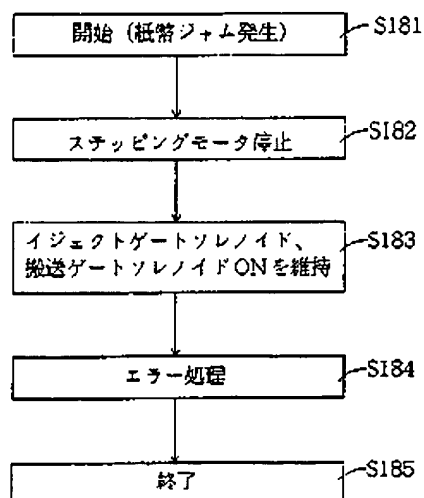 開始（紙幣ジャム発生）
S181
ステッピングモータ停止
S182
イジェクトゲートソレノイド、
搬送ゲートソレノイドONを維持
S183
エラー処理
S184
終了
S185